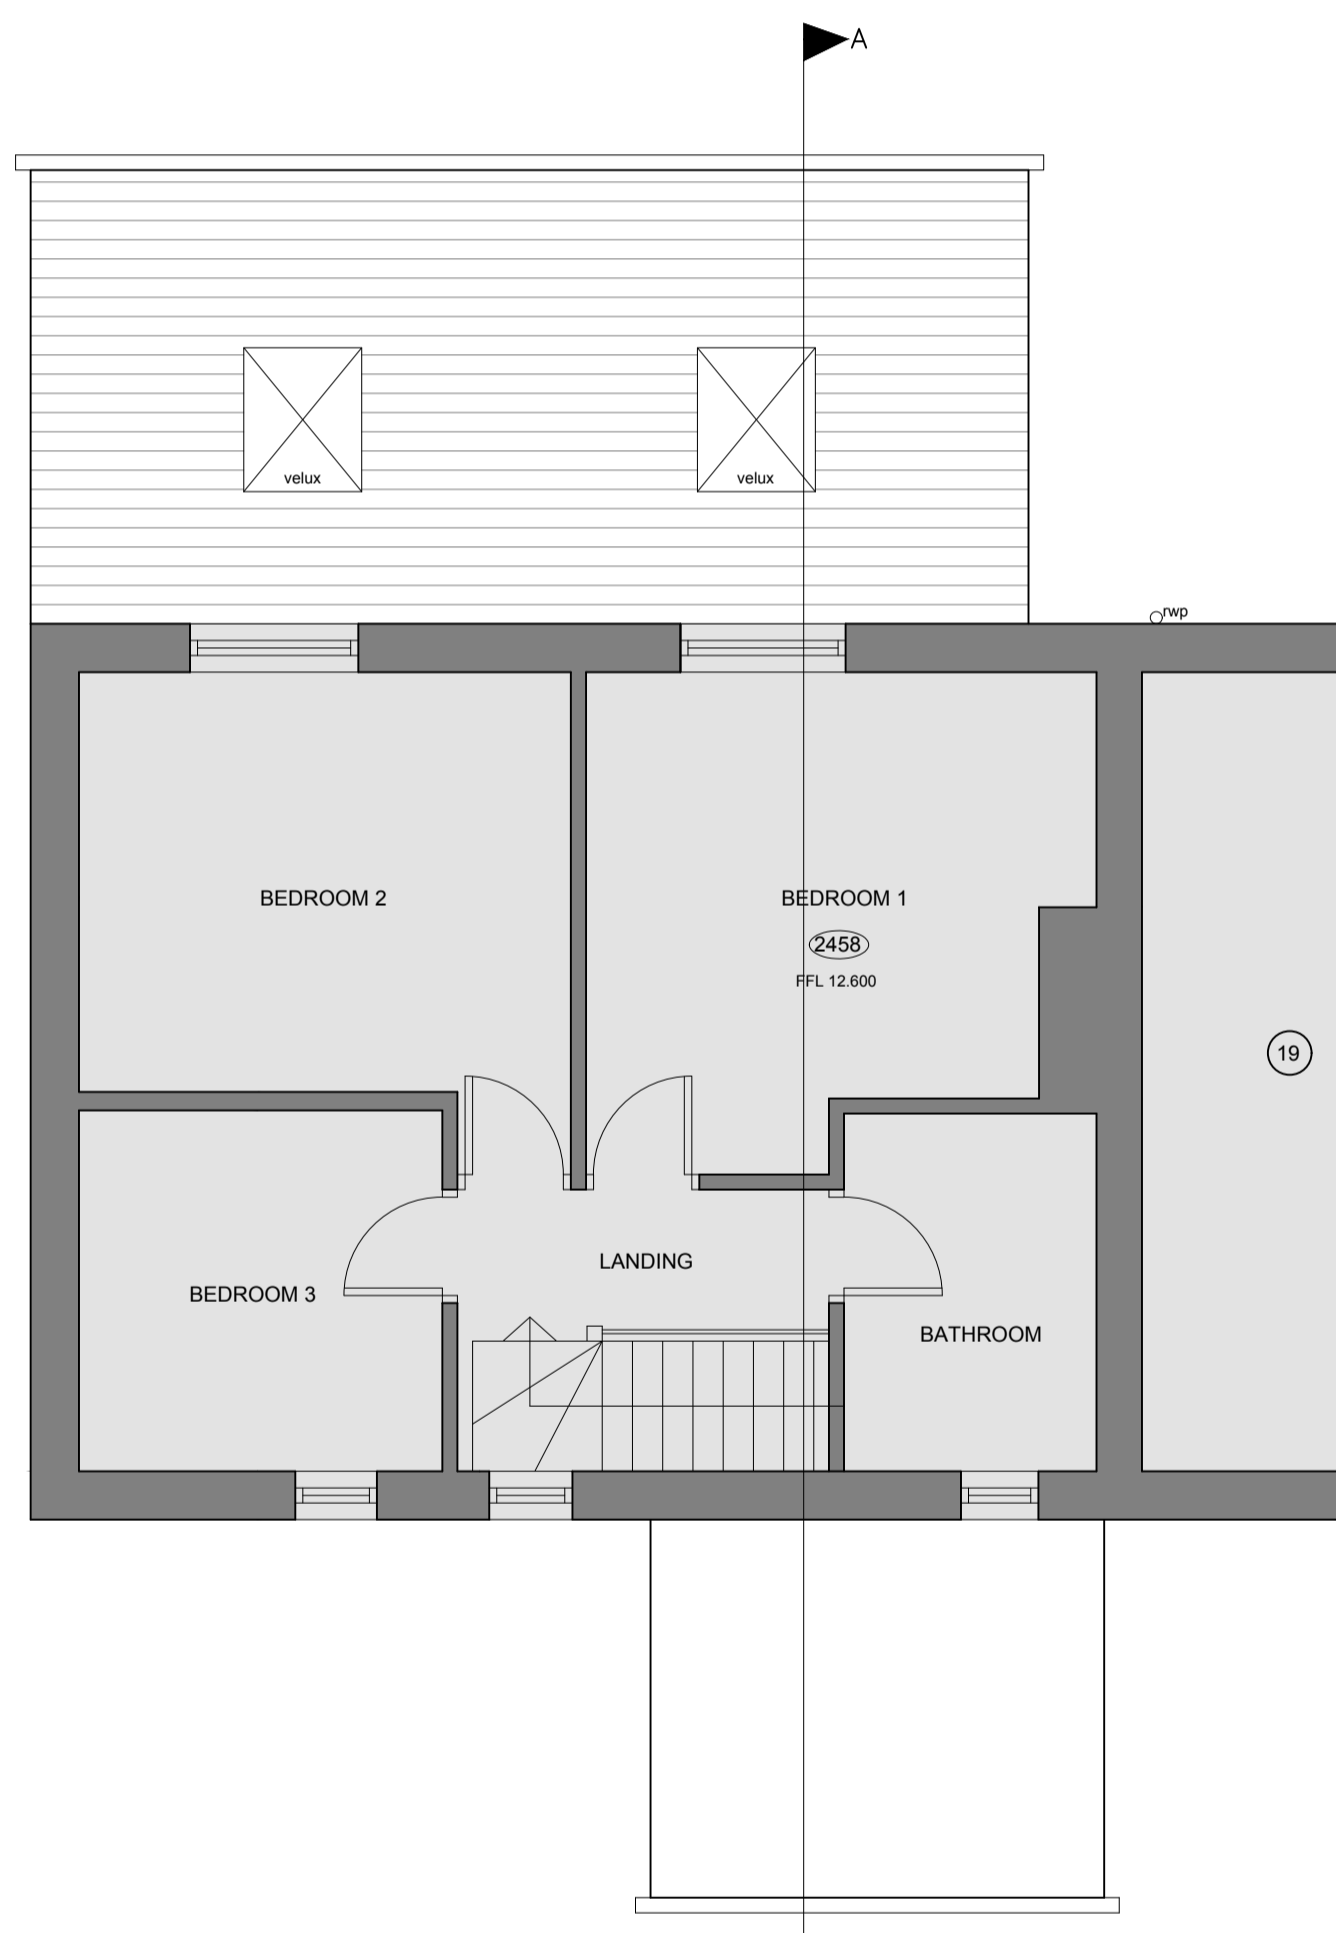 A
velux
velux
rwp
BEDROOM 2
BEDROOM 1
2458
FFL 12.600
19
LANDING
BEDROOM 3
BATHROOM